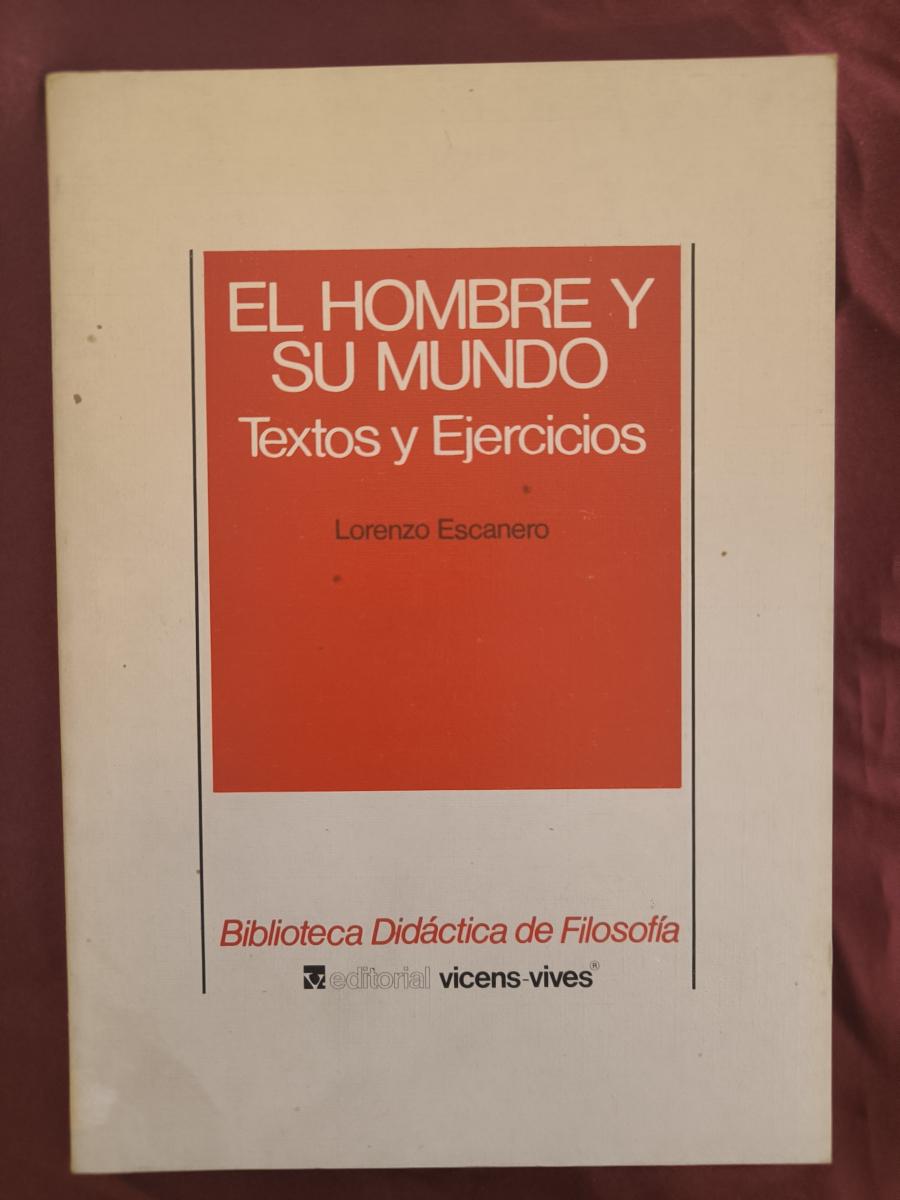 EL HOMBRE Y
SU MUNDO
Textos y Ejercicios
Lorenzo Escanero
Biblioteca Didáctica de Filosofía
V editorial vicens-vives®